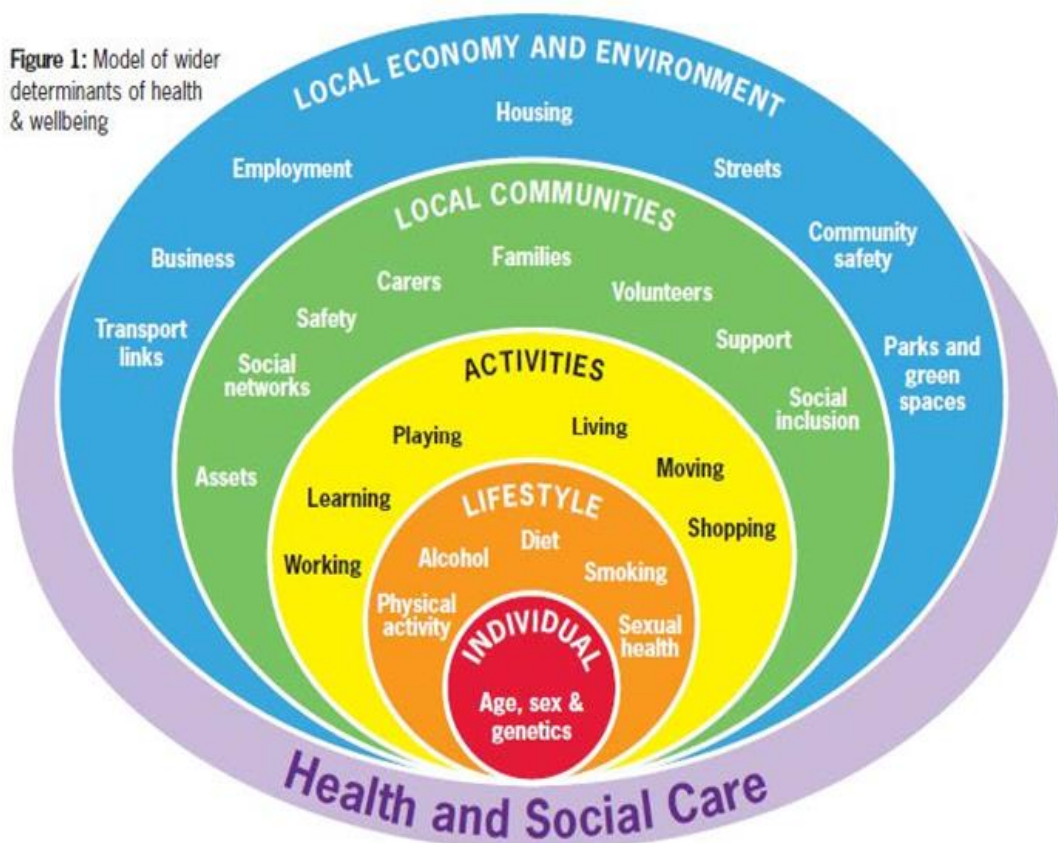 Figure 1: Model of wider
determinants of health
& wellbeing
LOCAL ECONOMY AND ENVIRONMENT
Housing
Employment
Streets
Business
Community
safety
Transport
links
Parks and
green
spaces
LOCAL COMMUNITIES
Families
Carers
Volunteers
Safety
Support
Social
networks
Social
inclusion
Assets
ACTIVITIES
Living
Playing
Moving
Learning
Shopping
Working
LIFESTYLE
Diet
Alcohol
Smoking
Physical
activity
Sexual
health
INDIVIDUAL
Age, sex &
genetics
Health and Social Care